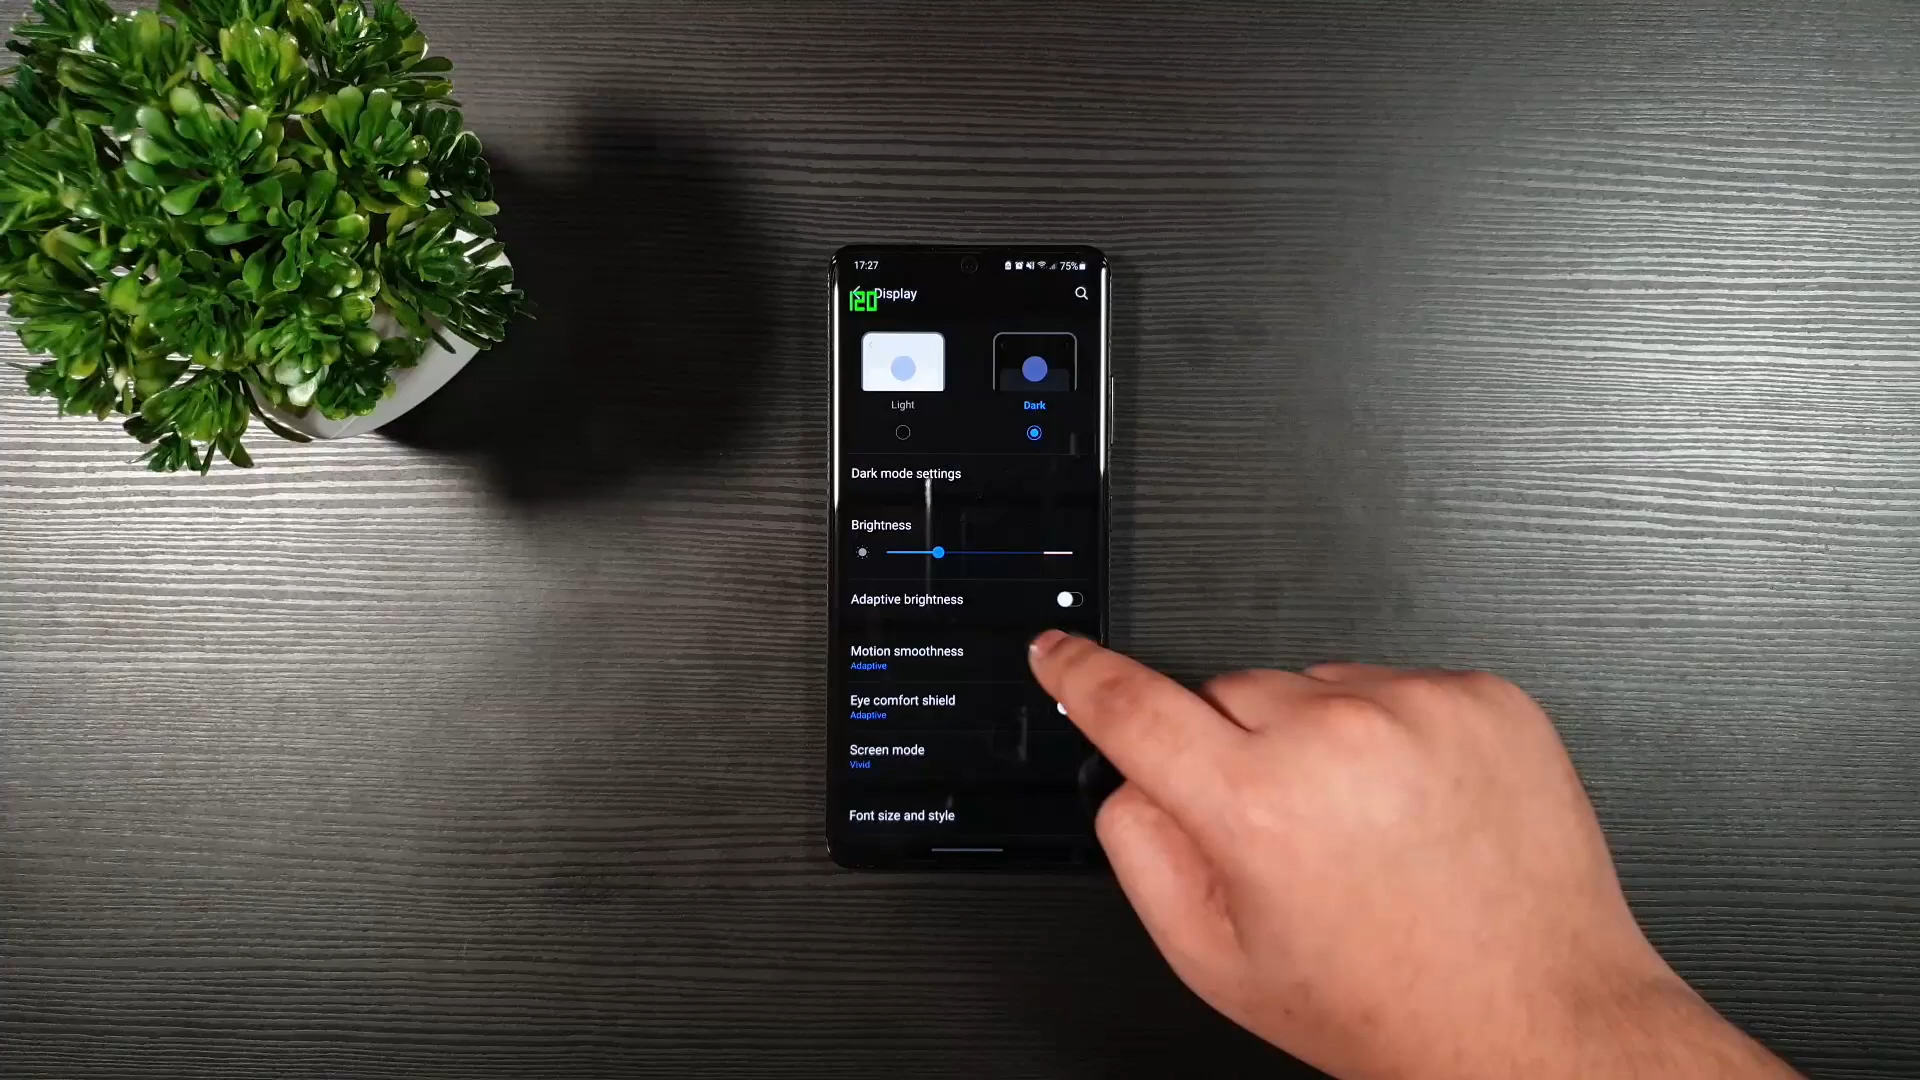 17:27 75%
120 Display
Light Dark
Dark mode settings
Brightness
Adaptive brightness
Motion smoothness
Adaptive
Eye comfort shield
Adaptive
Screen mode
Vivid
Font size and style